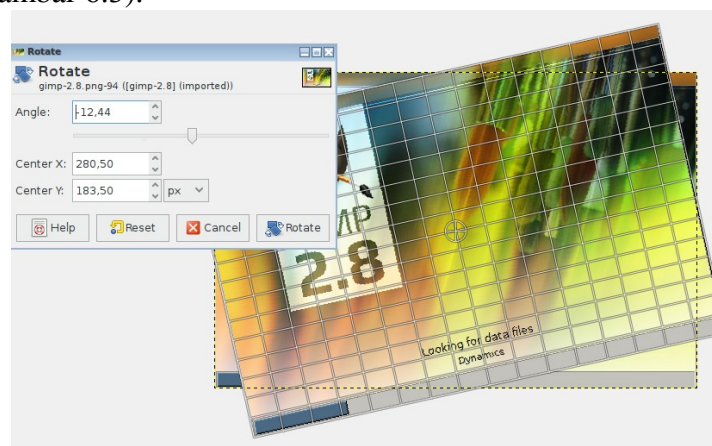 Rotate
Rotate
gimp-2.8.png-94 ([gimp-2.8] (imported))
Angle: -12,44
Center X: 280,50
Center Y: 183,50 px
Help Reset Cancel Rotate
MP
2.8
Looking for data files
Dynamics